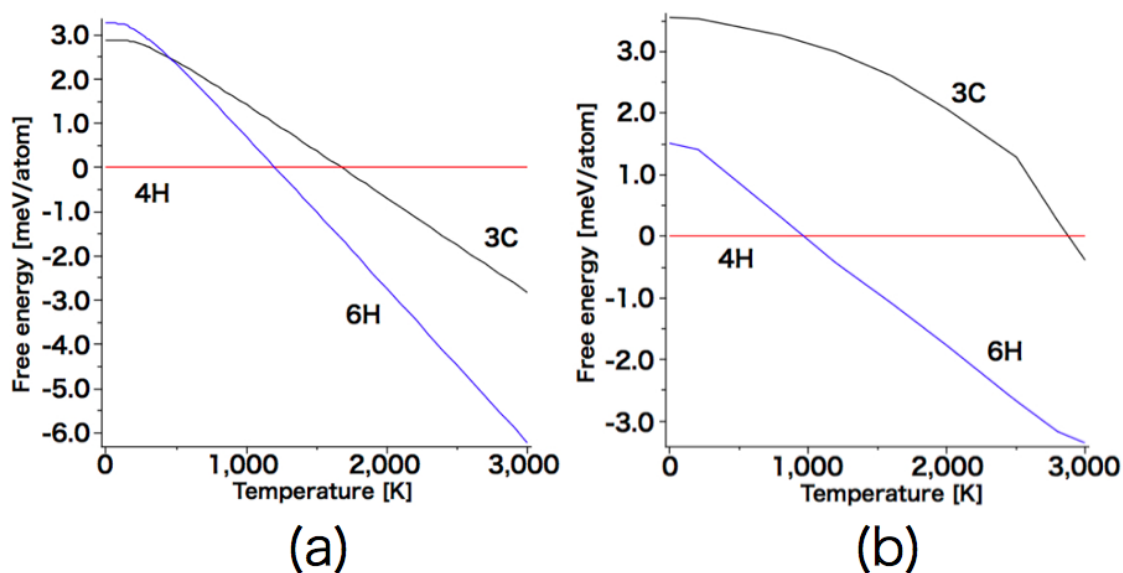 Free energy [meV/atom]
3.0
2.0
1.0
0
-1.0
-2.0
-3.0
-4.0
-5.0
-6.0
4H
3C
6H
0 1,000 2,000 3,000
Temperature [K]
(a)
Free energy [meV/atom]
3.0
2.0
1.0
0
-1.0
-2.0
-3.0
3C
4H
6H
0 1,000 2,000 3,000
Temperature [K]
(b)